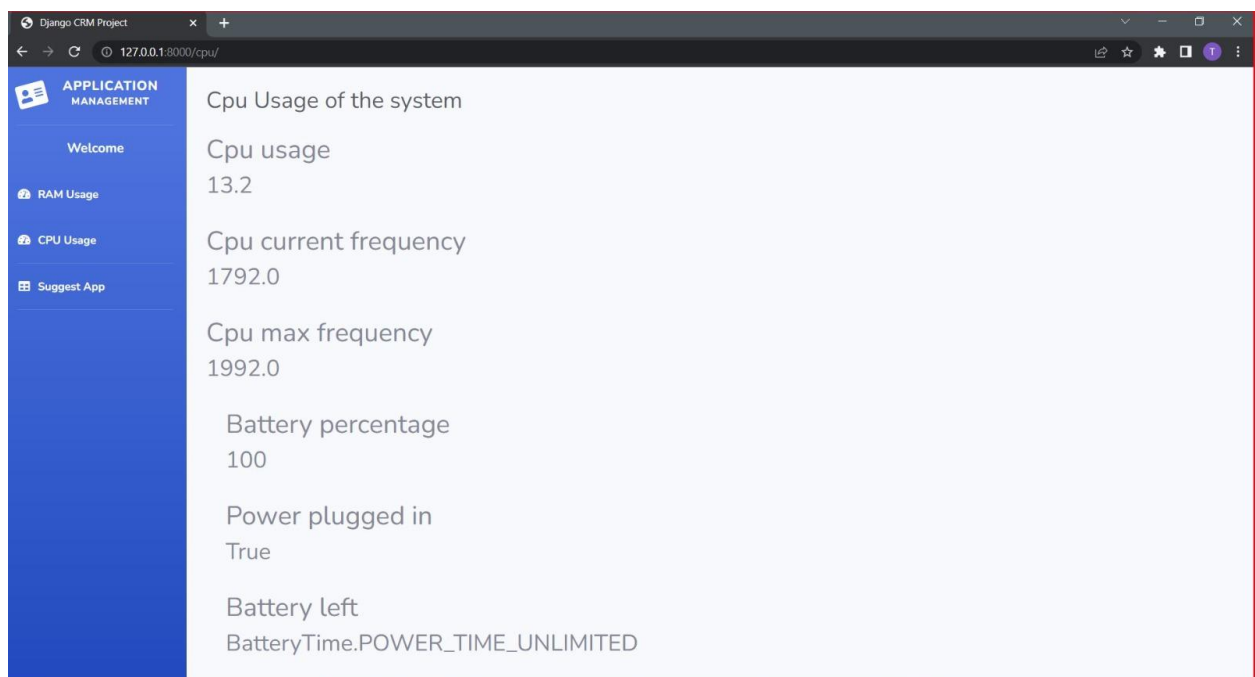 Django CRM Project
127.0.0.1:8000/cpu/
T
APPLICATION
MANAGEMENT
Welcome
RAM Usage
CPU Usage
Suggest App
Cpu Usage of the system
Cpu usage
13.2
Cpu current frequency
1792.0
Cpu max frequency
1992.0
Battery percentage
100
Power plugged in
True
Battery left
BatteryTime.POWER_TIME_UNLIMITED